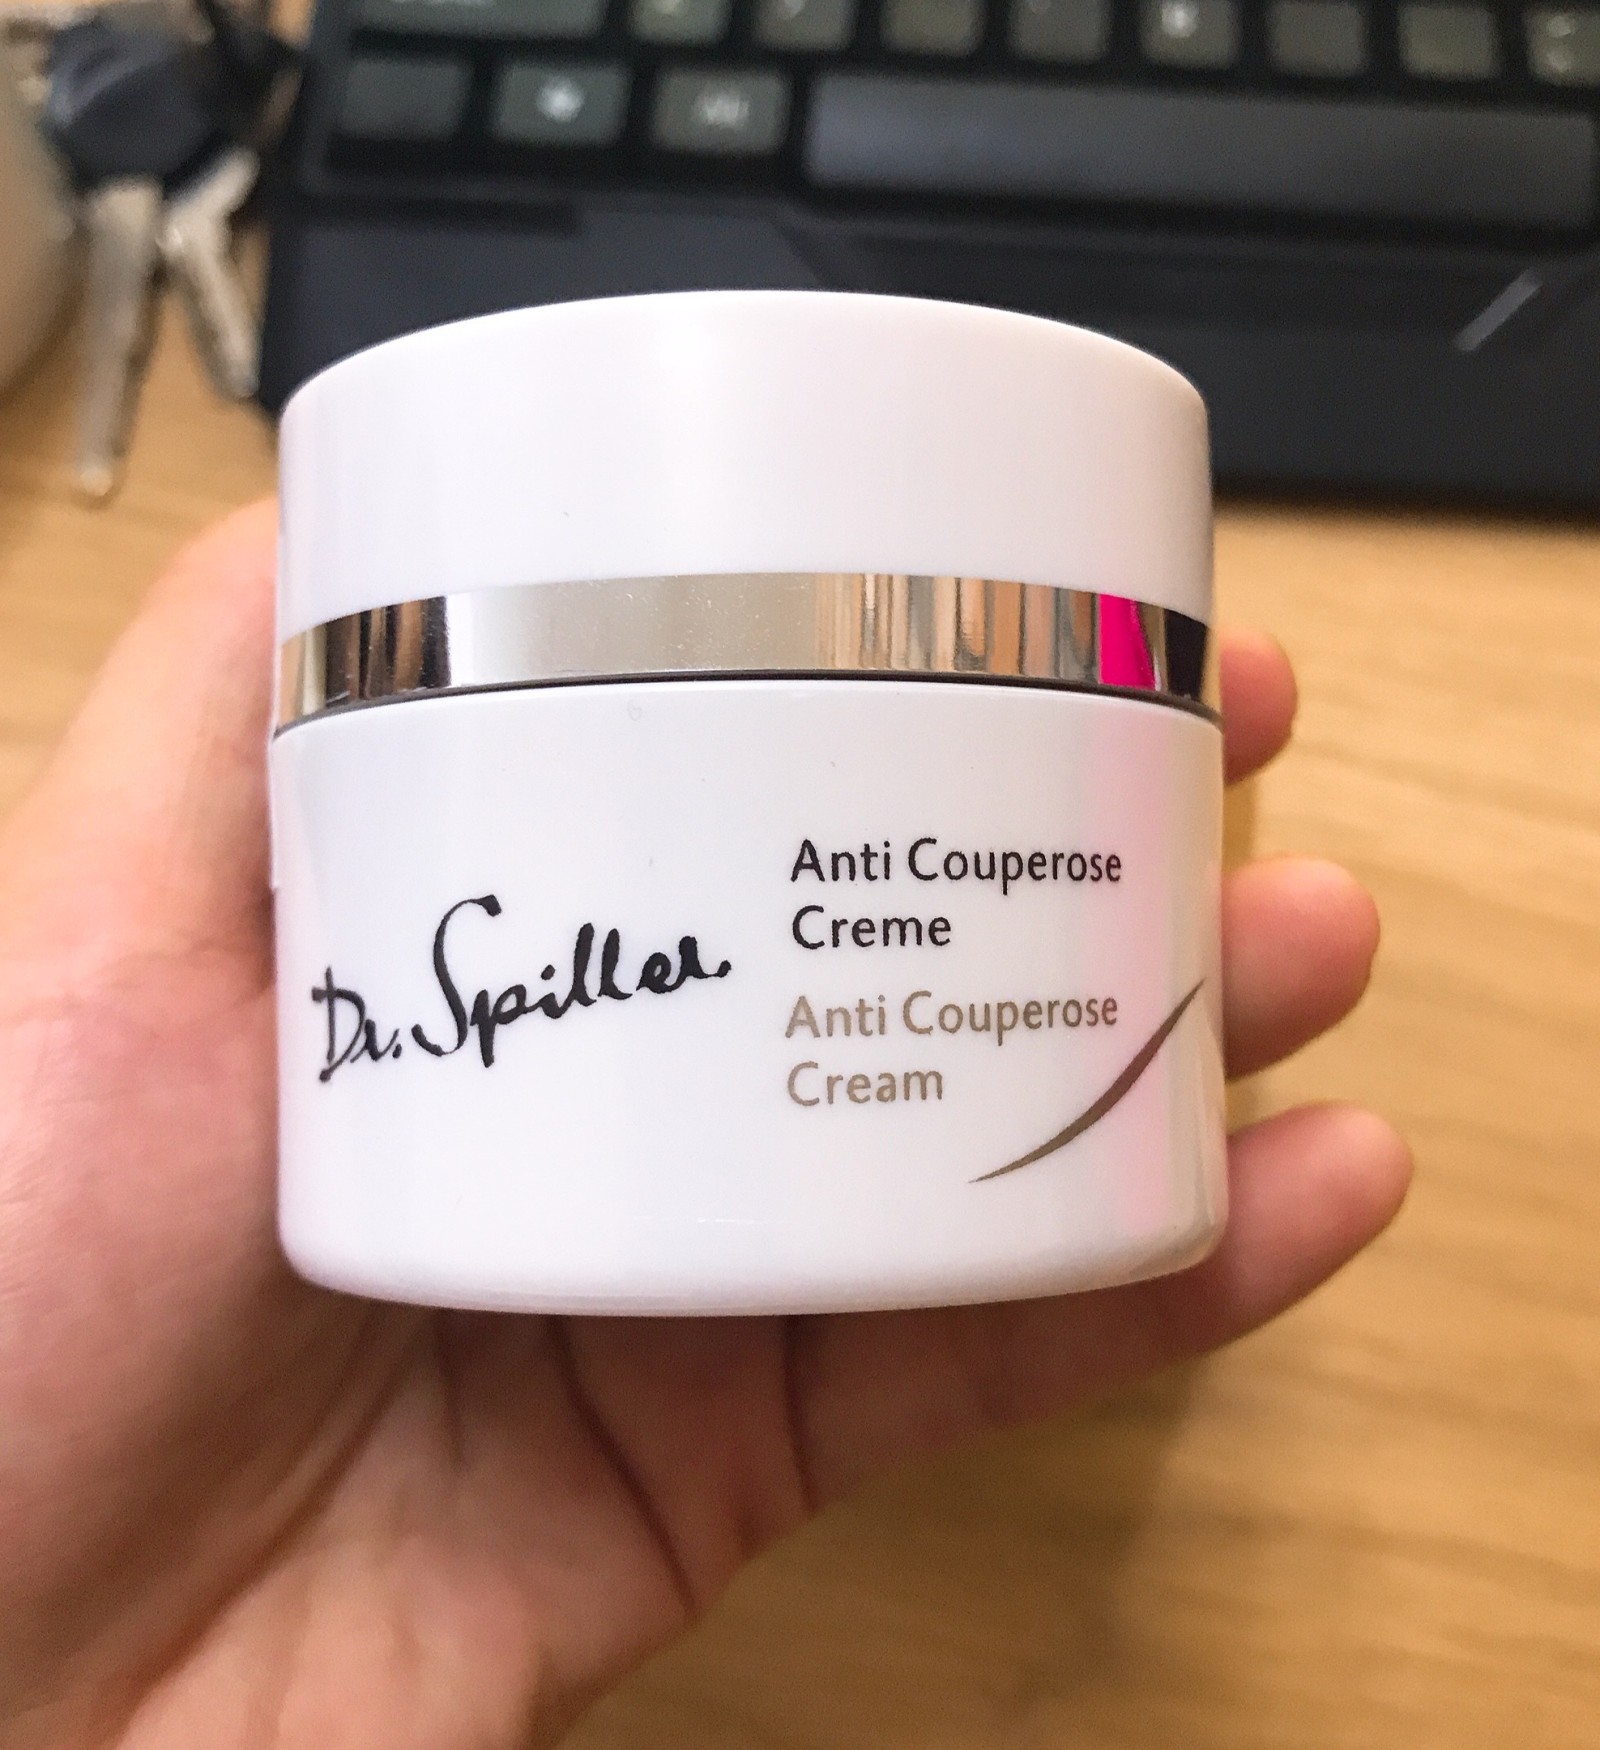 Dr. Spiller.
Anti Couperose
Creme
Anti Couperose
Cream